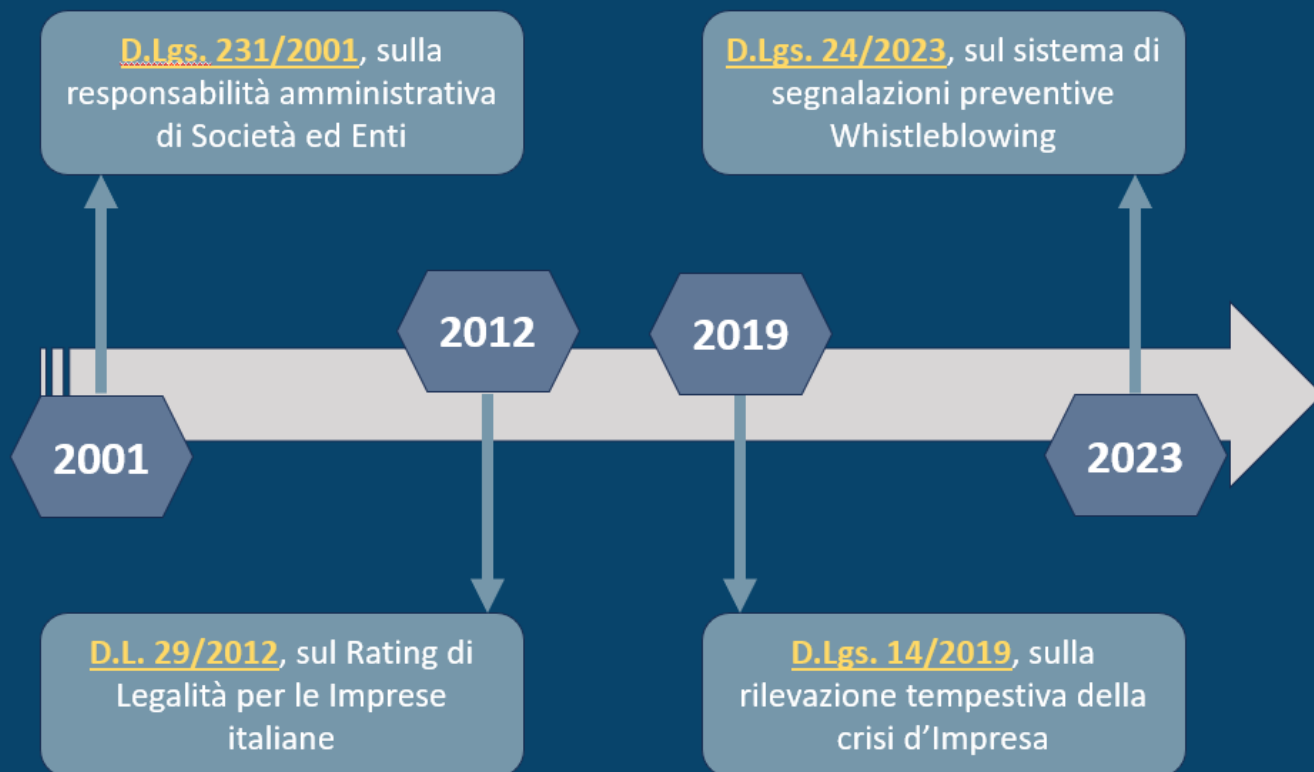 D.Lgs. 231/2001, sulla
responsabilità amministrativa
di Società ed Enti
D.Lgs. 24/2023, sul sistema di
segnalazioni preventive
Whistleblowing
2001
2012
2019
2023
D.L. 29/2012, sul Rating di
Legalità per le Imprese
italiane
D.Lgs. 14/2019, sulla
rilevazione tempestiva della
crisi d’Impresa